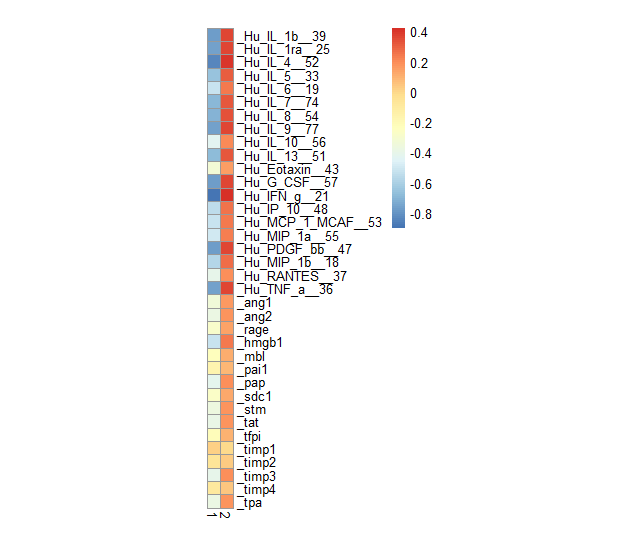 _Hu_IL_1b__39
_Hu_IL_1ra__25
_Hu_IL_4__52
_Hu_IL_5__33
_Hu_IL_6__19
_Hu_IL_7__74
_Hu_IL_8__54
_Hu_IL_9__77
_Hu_IL_10__56
_Hu_IL_13__51
_Hu_Eotaxin__43
_Hu_G_CSF__57
_Hu_IFN_g__21
_Hu_IP_10__48
_Hu_MCP_1_MCAF__53
_Hu_MIP_1a__55
_Hu_PDGF_bb__47
_Hu_MIP_1b__18
_Hu_RANTES__37
_Hu_TNF_a__36
_ang1
_ang2
_rage
_hmgb1
_mbl
_pai1
_pap
_sdc1
_stm
_tat
_tfpi
_timp1
_timp2
_timp3
_timp4
_tpa
1
2
0.4
0.2
0
-0.2
-0.4
-0.6
-0.8